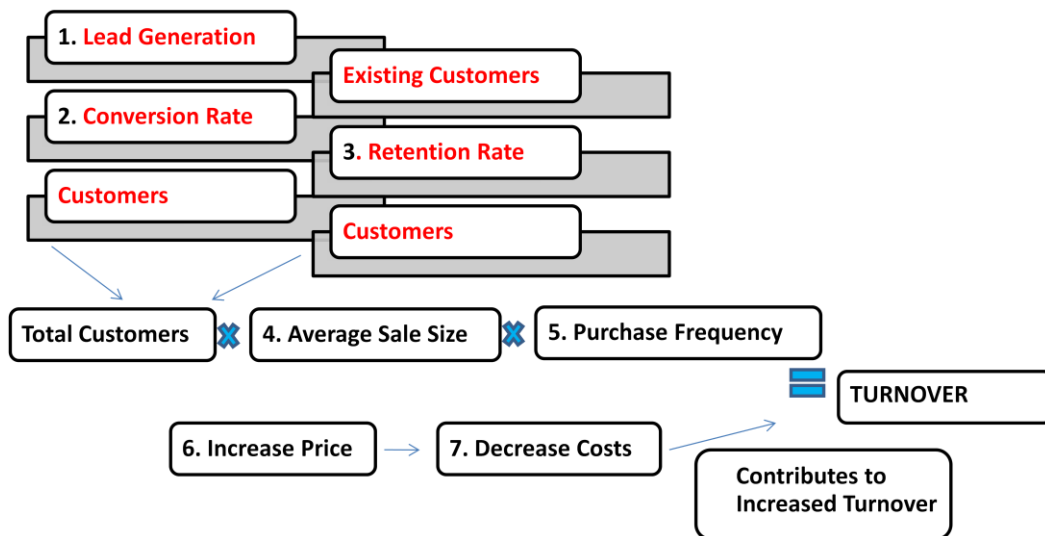 1. Lead Generation
Existing Customers
2. Conversion Rate
3. Retention Rate
Customers
Customers
Total Customers
4. Average Sale Size
5. Purchase Frequency
TURNOVER
6. Increase Price
7. Decrease Costs
Contributes to
Increased Turnover